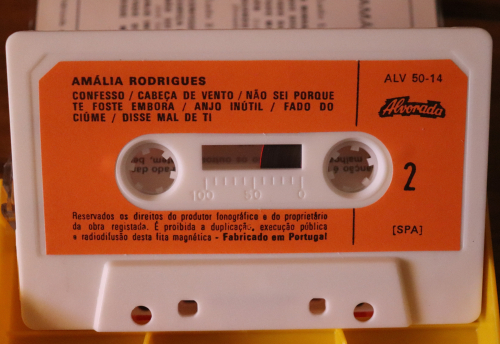 AMÁLIA RODRIGUES
CONFESSO / CABEÇA DE VENTO / NÃO SEI PORQUE
TE FOSTE EMBORA / ANJO INÚTIL / FADO DO
CIÚME / DISSE MAL DE TI
ALV 50-14
Alvorada
2
100 50 0
Reservados os direitos do produtor fonográfico e do proprietário
da obra registada. É proibida a duplicação, execução pública
e radiodifusão desta fita magnética - Fabricado em Portugal
[SPA]